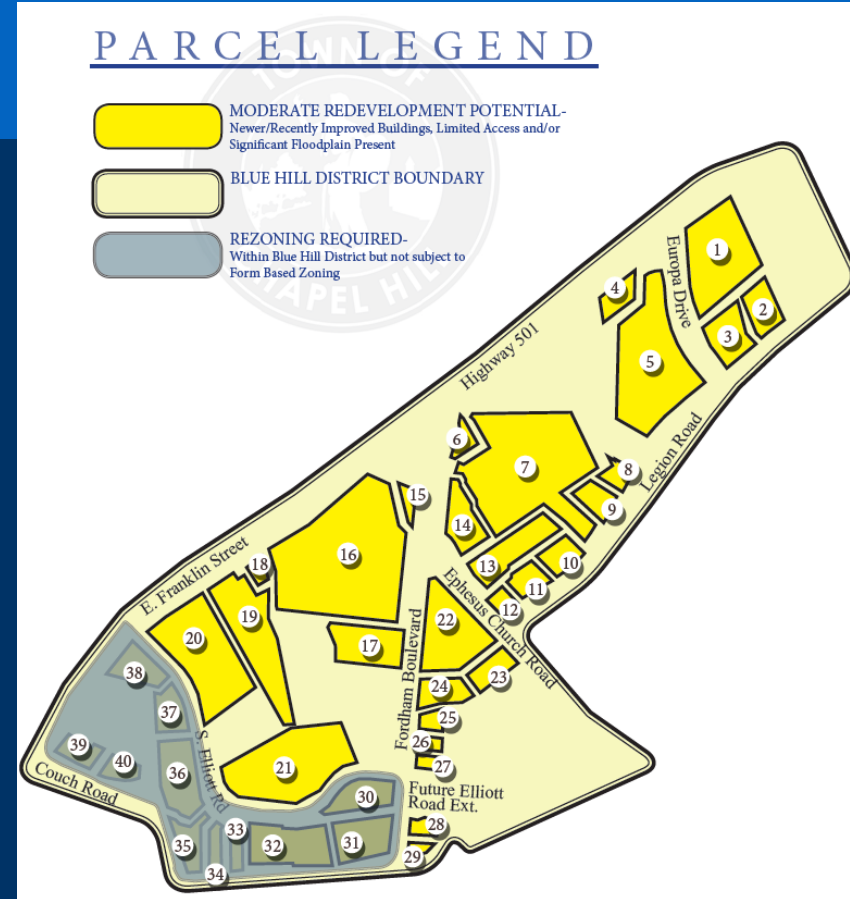 PARCEL LEGEND
TOWN OF
CHAPEL HILL
MODERATE REDEVELOPMENT POTENTIAL-
Newer/Recently Improved Buildings, Limited Access and/or
Significant Floodplain Present
BLUE HILL DISTRICT BOUNDARY
REZONING REQUIRED-
Within Blue Hill District but not subject to
Form Based Zoning
1
Europa Drive
4
2
3
Highway 501
5
6
7
8
Legion Road
15
9
14
E. Franklin Street
16
18
13
10
11
Ephesus Church Road
12
19
22
20
17
Fordham Boulevard
38
23
24
37
25
S. Elliott Rd
26
39
40
36
21
27
Couch Road
30
Future Elliott
Road Ext.
28
33
35
32
31
29
34